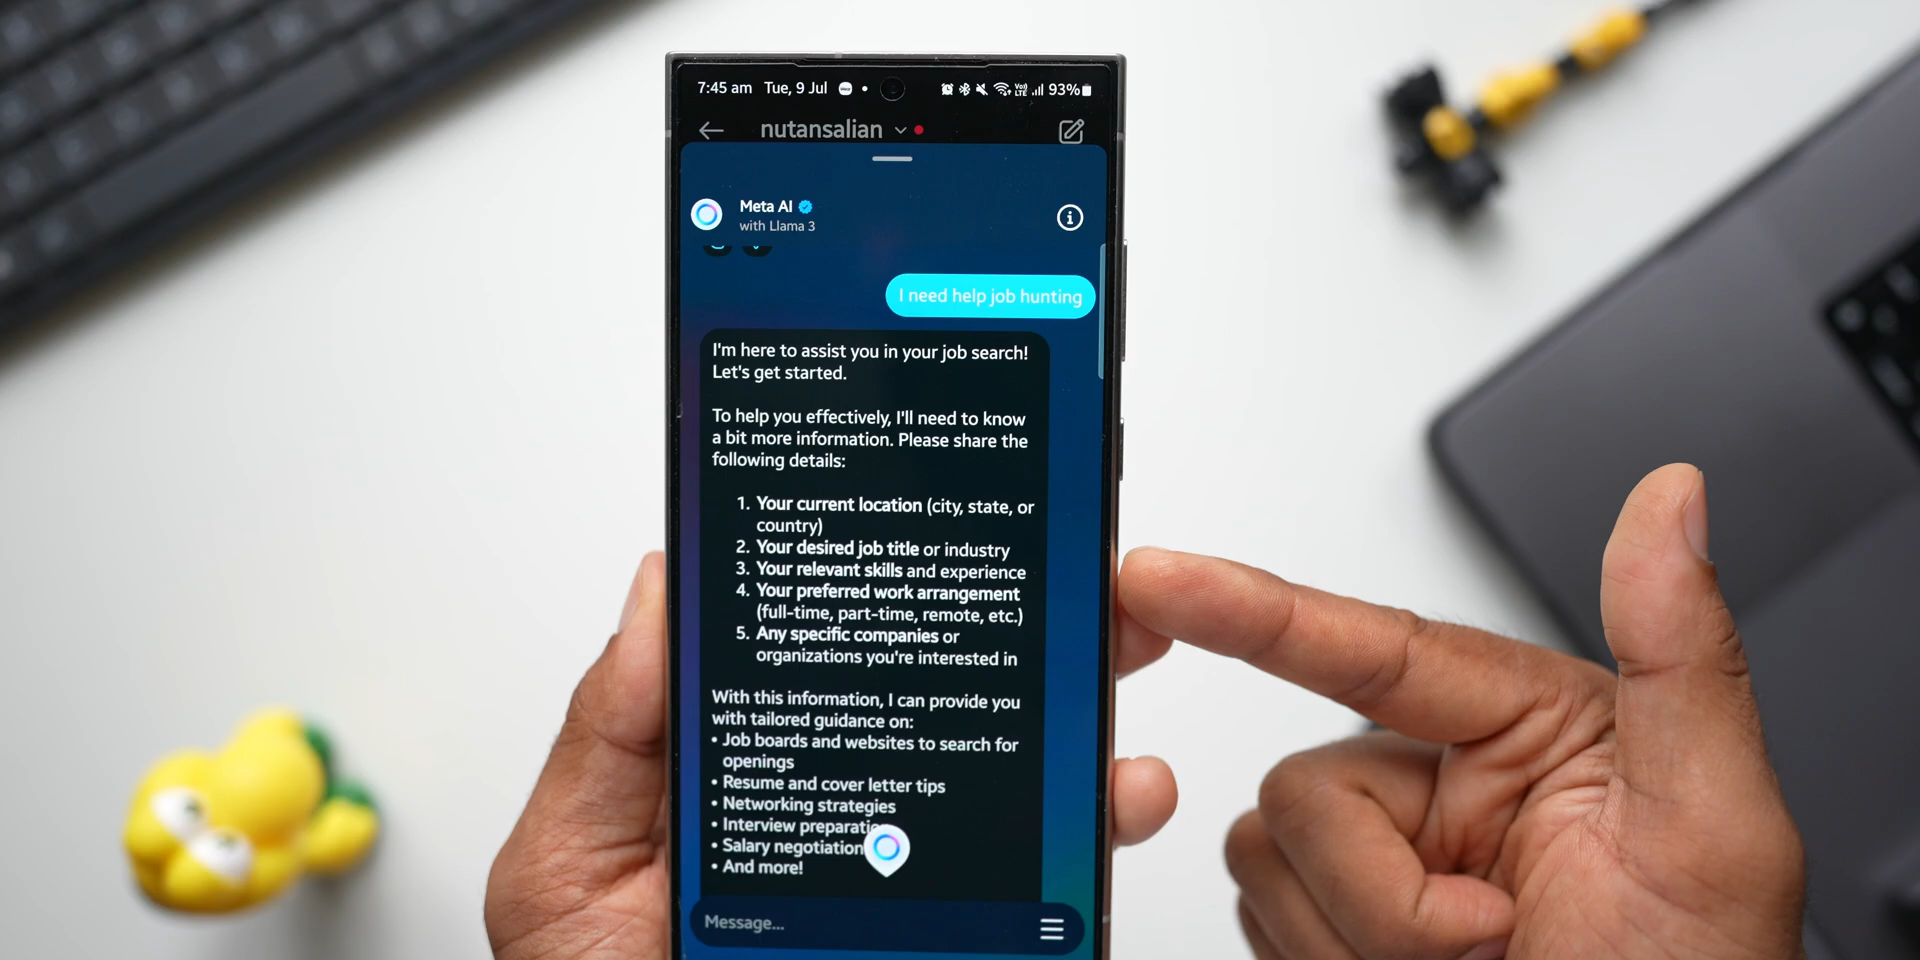 7:45 am Tue, 9 Jul 93%
nutansalian
Meta AI
with Llama 3
I need help job hunting
I'm here to assist you in your job search!
Let's get started.
To help you effectively, I'll need to know
a bit more information. Please share the
following details:
1. Your current location (city, state, or
country)
2. Your desired job title or industry
3. Your relevant skills and experience
4. Your preferred work arrangement
(full-time, part-time, remote, etc.)
5. Any specific companies or
organizations you're interested in
With this information, I can provide you
with tailored guidance on:
• Job boards and websites to search for
openings
• Resume and cover letter tips
• Networking strategies
• Interview preparatio
• Salary negotiation
• And more!
Message...